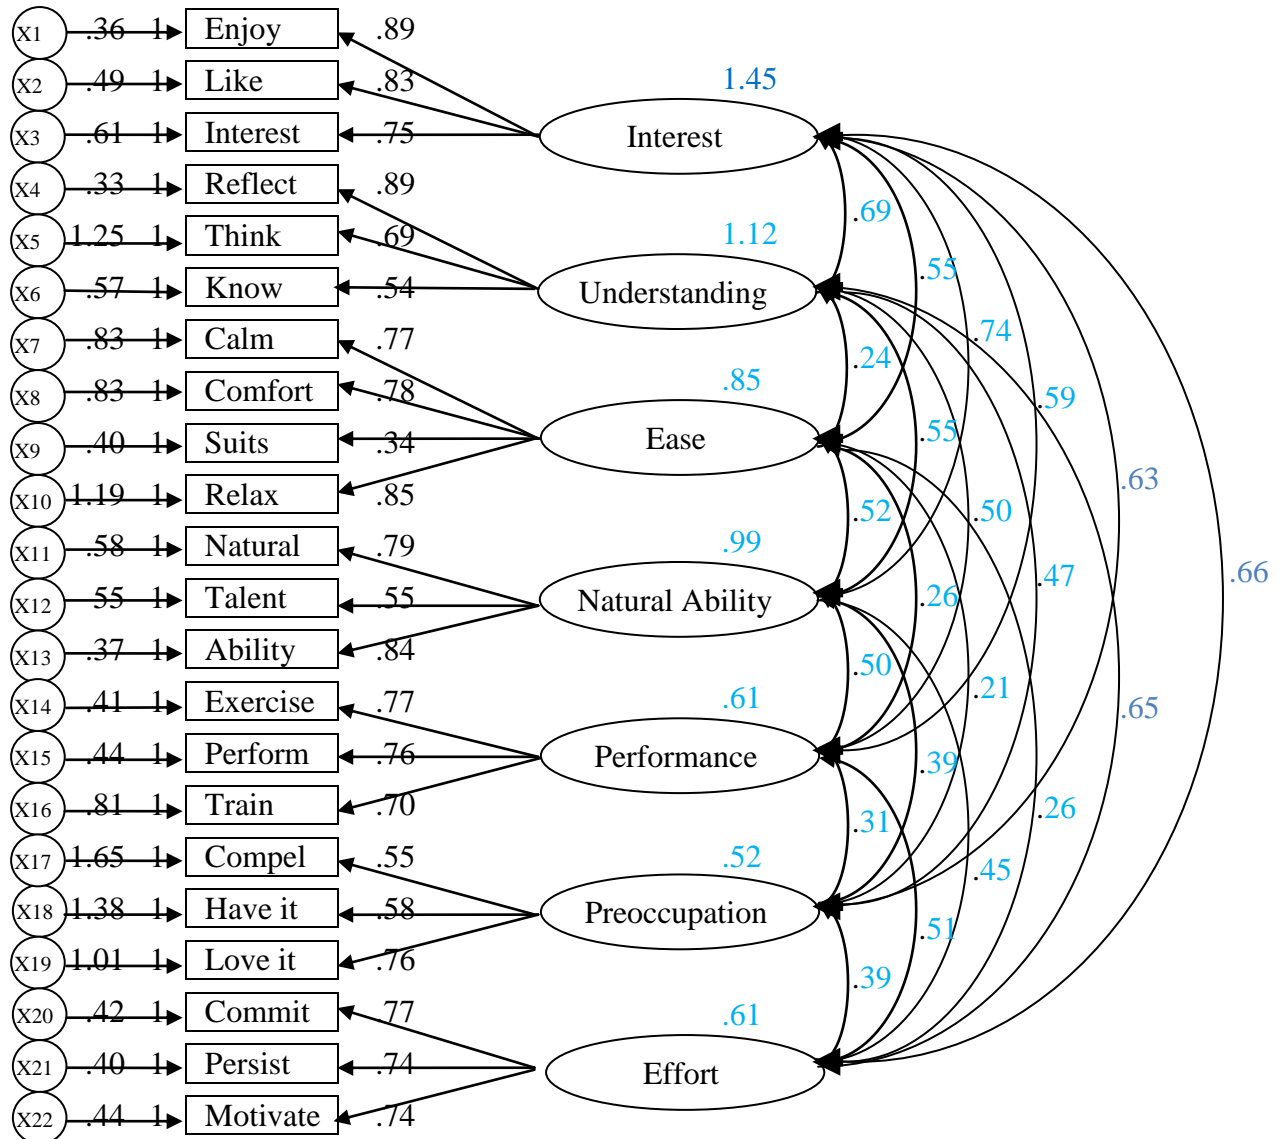 X1 .36 1 Enjoy .89
1.45
X2 .49 1 Like .83
X3 .61 1 Interest .75 Interest
X4 .33 1 Reflect .89
.69
X5 1.25 1 Think .69 1.12
.55
X6 .57 1 Know .54 Understanding
X7 .83 1 Calm .77 .74
.24
X8 .83 1 Comfort .78 .85 .59
X9 .40 1 Suits .34 Ease .55
.63
X10 1.19 1 Relax .85
.52 .50
X11 .58 1 Natural .79 .99
.47 .66
X12 55 1 Talent .55 Natural Ability .26
X13 .37 1 Ability .84
.50
X14 .41 1 Exercise .77 .61 .21
.65
X15 .44 1 Perform .76 Performance .39
X16 .81 1 Train .70 .26
.31
X17 1.65 1 Compel .55 .52 .45
X18 1.38 1 Have it .58 Preoccupation
.51
X19 1.01 1 Love it .76
.39
X20 .42 1 Commit .77 .61
X21 .40 1 Persist .74 Effort
X22 .44 1 Motivate .74